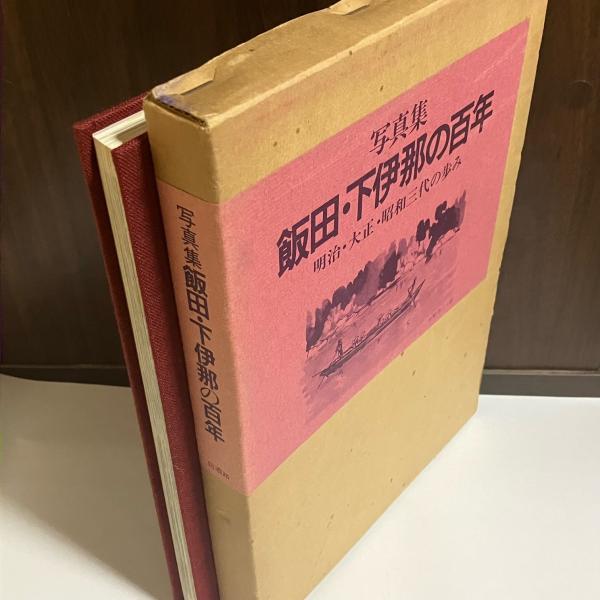 写真集
飯田・下伊那の百年
明治・大正・昭和三代の歩み
写真集 飯田・下伊那の百年